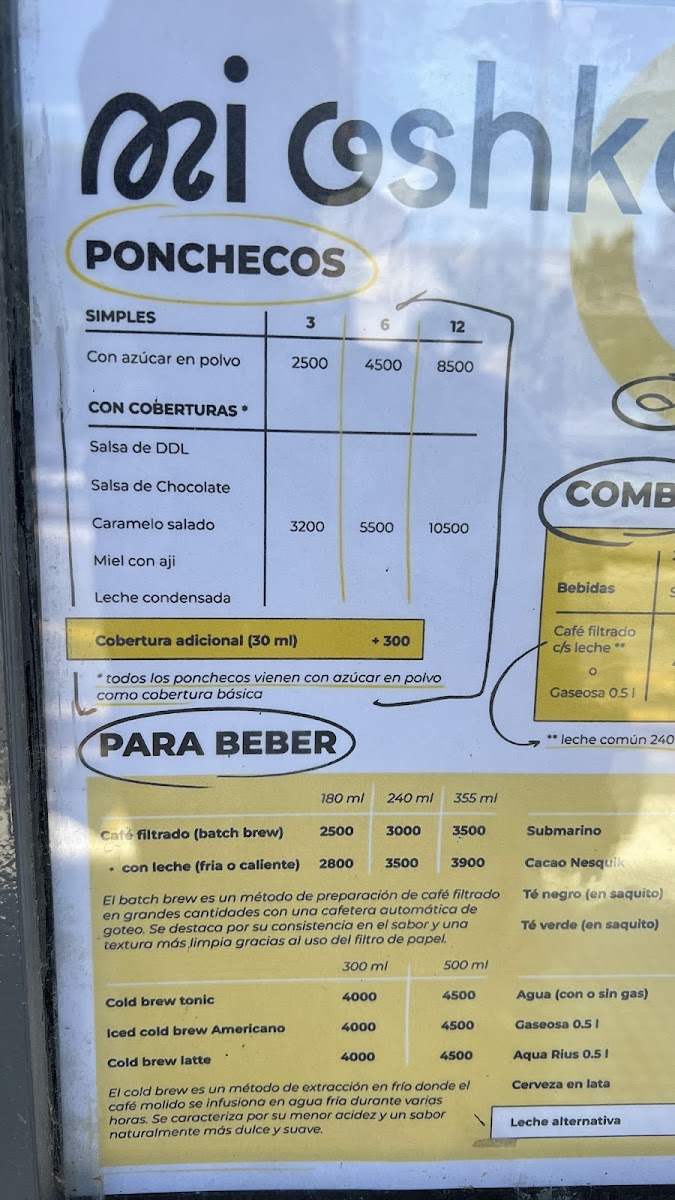 mi oshk
PONCHECOS
SIMPLES 3 6 12
Con azúcar en polvo 2500 4500 8500
CON COBERTURAS *
Salsa de DDL
Salsa de Chocolate
Caramelo salado 3200 5500 10500
Miel con aji
Leche condensada
Cobertura adicional (30 ml) + 300
* todos los ponchecos vienen con azúcar en polvo
como cobertura básica
COMB
Bebidas
Café filtrado
c/s leche **
o
Gaseosa 0.5 l
** leche común 240
PARA BEBER
180 ml 240 ml 355 ml
Café filtrado (batch brew) 2500 3000 3500
• con leche (fria o caliente) 2800 3500 3900
El batch brew es un método de preparación de café filtrado
en grandes cantidades con una cafetera automática de
goteo. Se destaca por su consistencia en el sabor y una
textura más limpia gracias al uso del filtro de papel.
300 ml 500 ml
Cold brew tonic 4000 4500
Iced cold brew Americano 4000 4500
Cold brew latte 4000 4500
El cold brew es un método de extracción en frío donde el
café molido se infusiona en agua fría durante varias
horas. Se caracteriza por su menor acidez y un sabor
naturalmente más dulce y suave.
Submarino
Cacao Nesquik
Té negro (en saquito)
Té verde (en saquito)
Agua (con o sin gas)
Gaseosa 0.5 l
Aqua Rius 0.5 l
Cerveza en lata
Leche alternativa